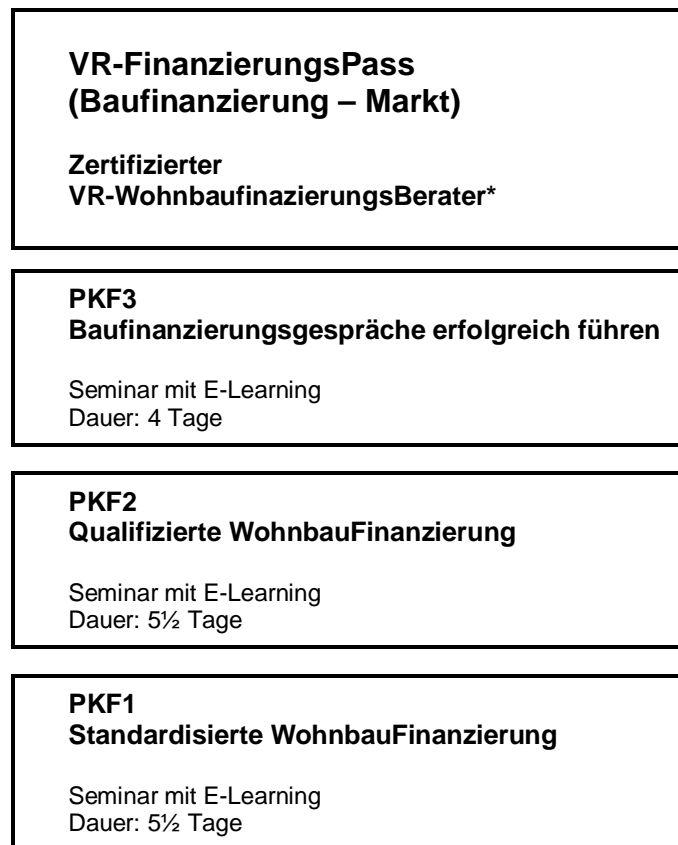 VR-FinanzierungsPass
(Baufinanzierung – Markt)
Zertifizierter
VR-WohnbaufinazierungsBerater*
PKF3
Baufinanzierungsgespräche erfolgreich führen
Seminar mit E-Learning
Dauer: 4 Tage
PKF2
Qualifizierte WohnbauFinanzierung
Seminar mit E-Learning
Dauer: 5½ Tage
PKF1
Standardisierte WohnbauFinanzierung
Seminar mit E-Learning
Dauer: 5½ Tage